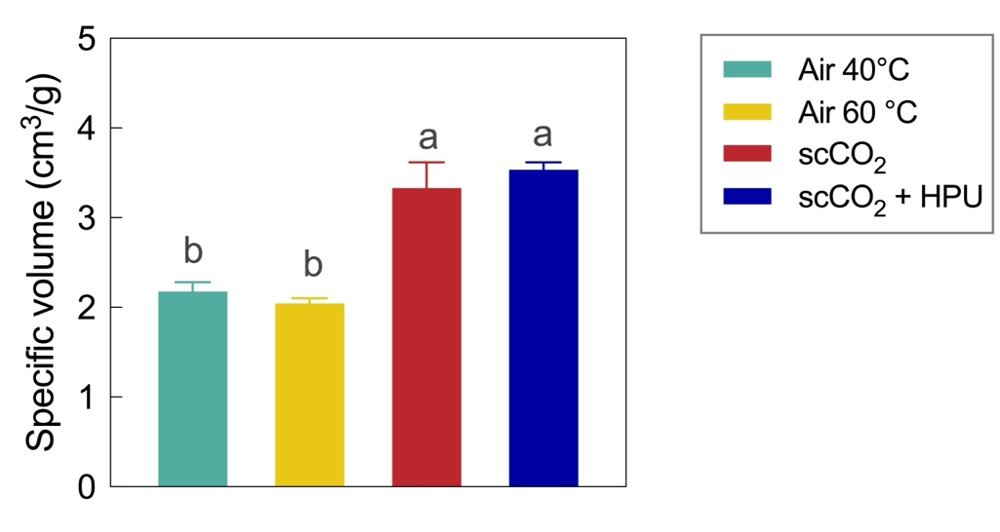 Specific volume (cm³/g)
5
4
3
2
1
0
b
b
a
a
Air 40°C
Air 60 °C
scCO₂
scCO₂ + HPU